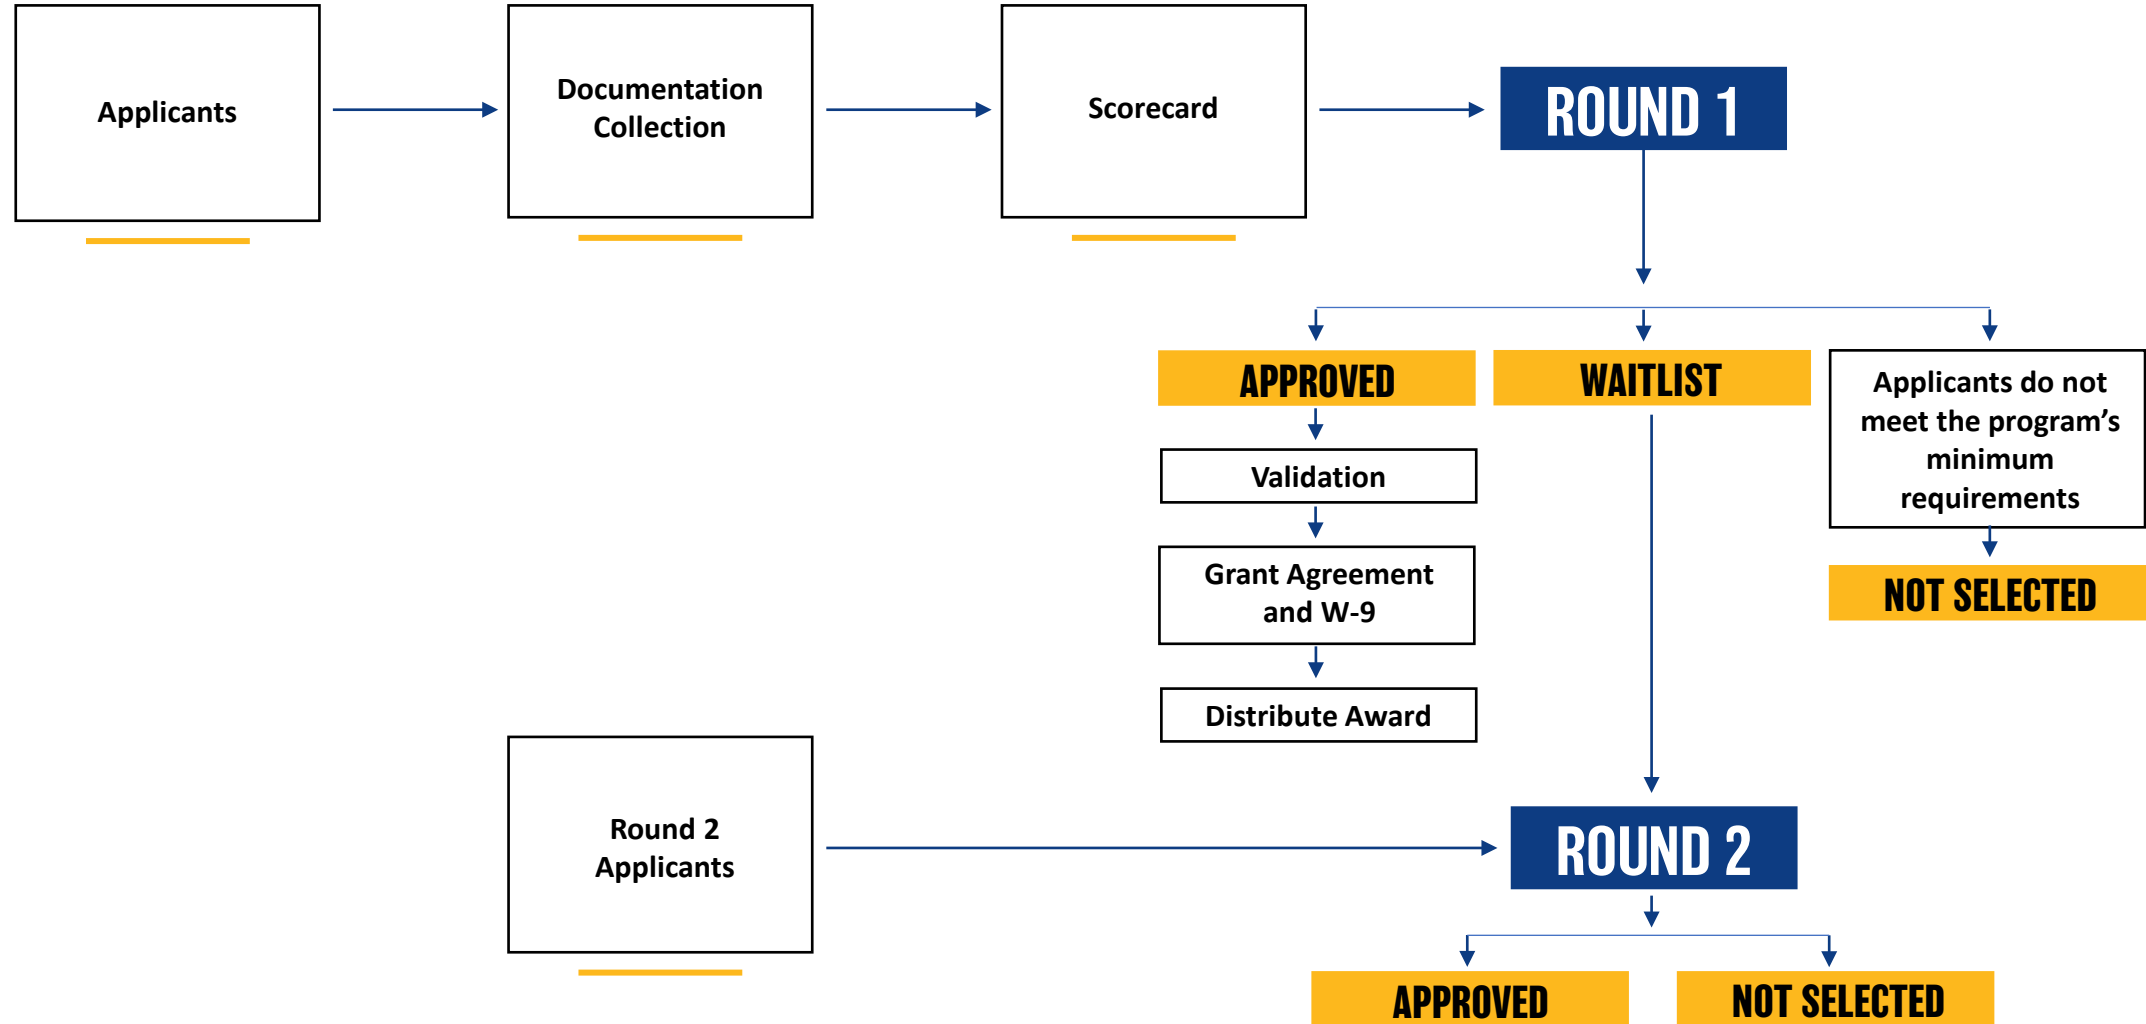 Applicants
Documentation
Collection
Scorecard
ROUND 1
APPROVED
WAITLIST
Applicants do not
meet the program’s
minimum
requirements
Validation
Grant Agreement
and W-9
NOT SELECTED
Distribute Award
Round 2
Applicants
ROUND 2
APPROVED
NOT SELECTED